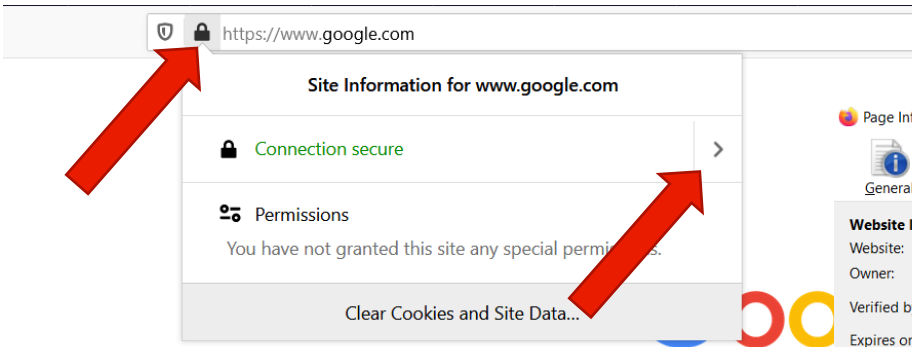 https://www.google.com
Site Information for www.google.com
Connection secure
Permissions
You have not granted this site any special
Clear Cookies and Site Data...
Page Inf
General
Website
Website:
Owner:
Verified b
Expires or